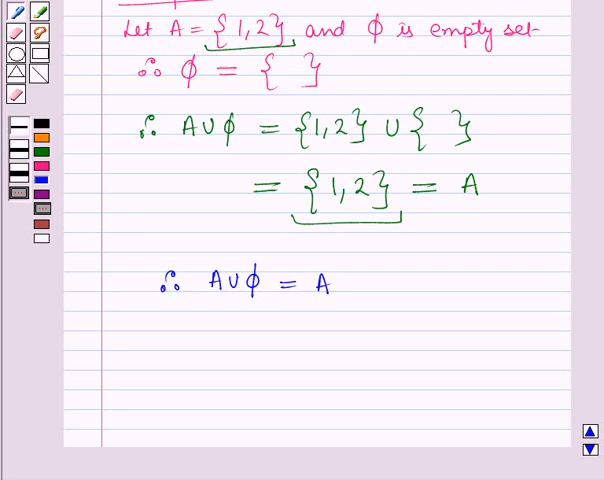 Let A = {1,2} and ϕ is empty set
∴ ϕ = { }
∴ A∪ϕ = {1,2} ∪ { }
= {1,2} = A
∴ A∪ϕ = A